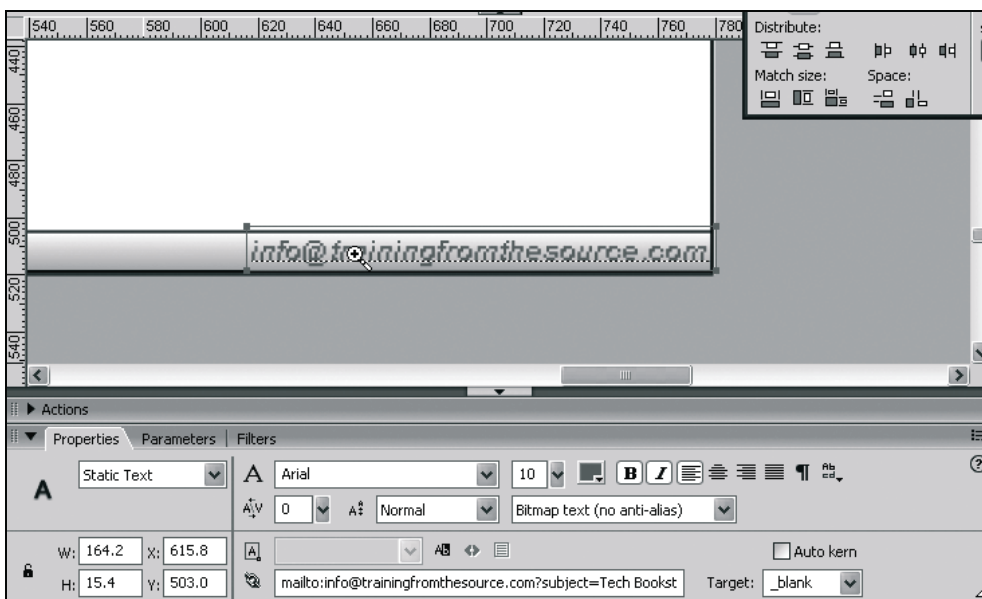 540 560 580 600 620 640 660 680 700 720 740 760 780
Distribute:
Match size: Space:
440
460
480
500
520
540
info@trainingfromthesource.com
Actions
Properties Parameters Filters
A Static Text A Arial 10 B I ¶ Ab cd
A|V 0 A Normal Bitmap text (no anti-alias)
W: 164.2 X: 615.8 A AB <> Auto kern
H: 15.4 Y: 503.0 mailto:info@trainingfromthesource.com?subject=Tech Bookst Target: _blank